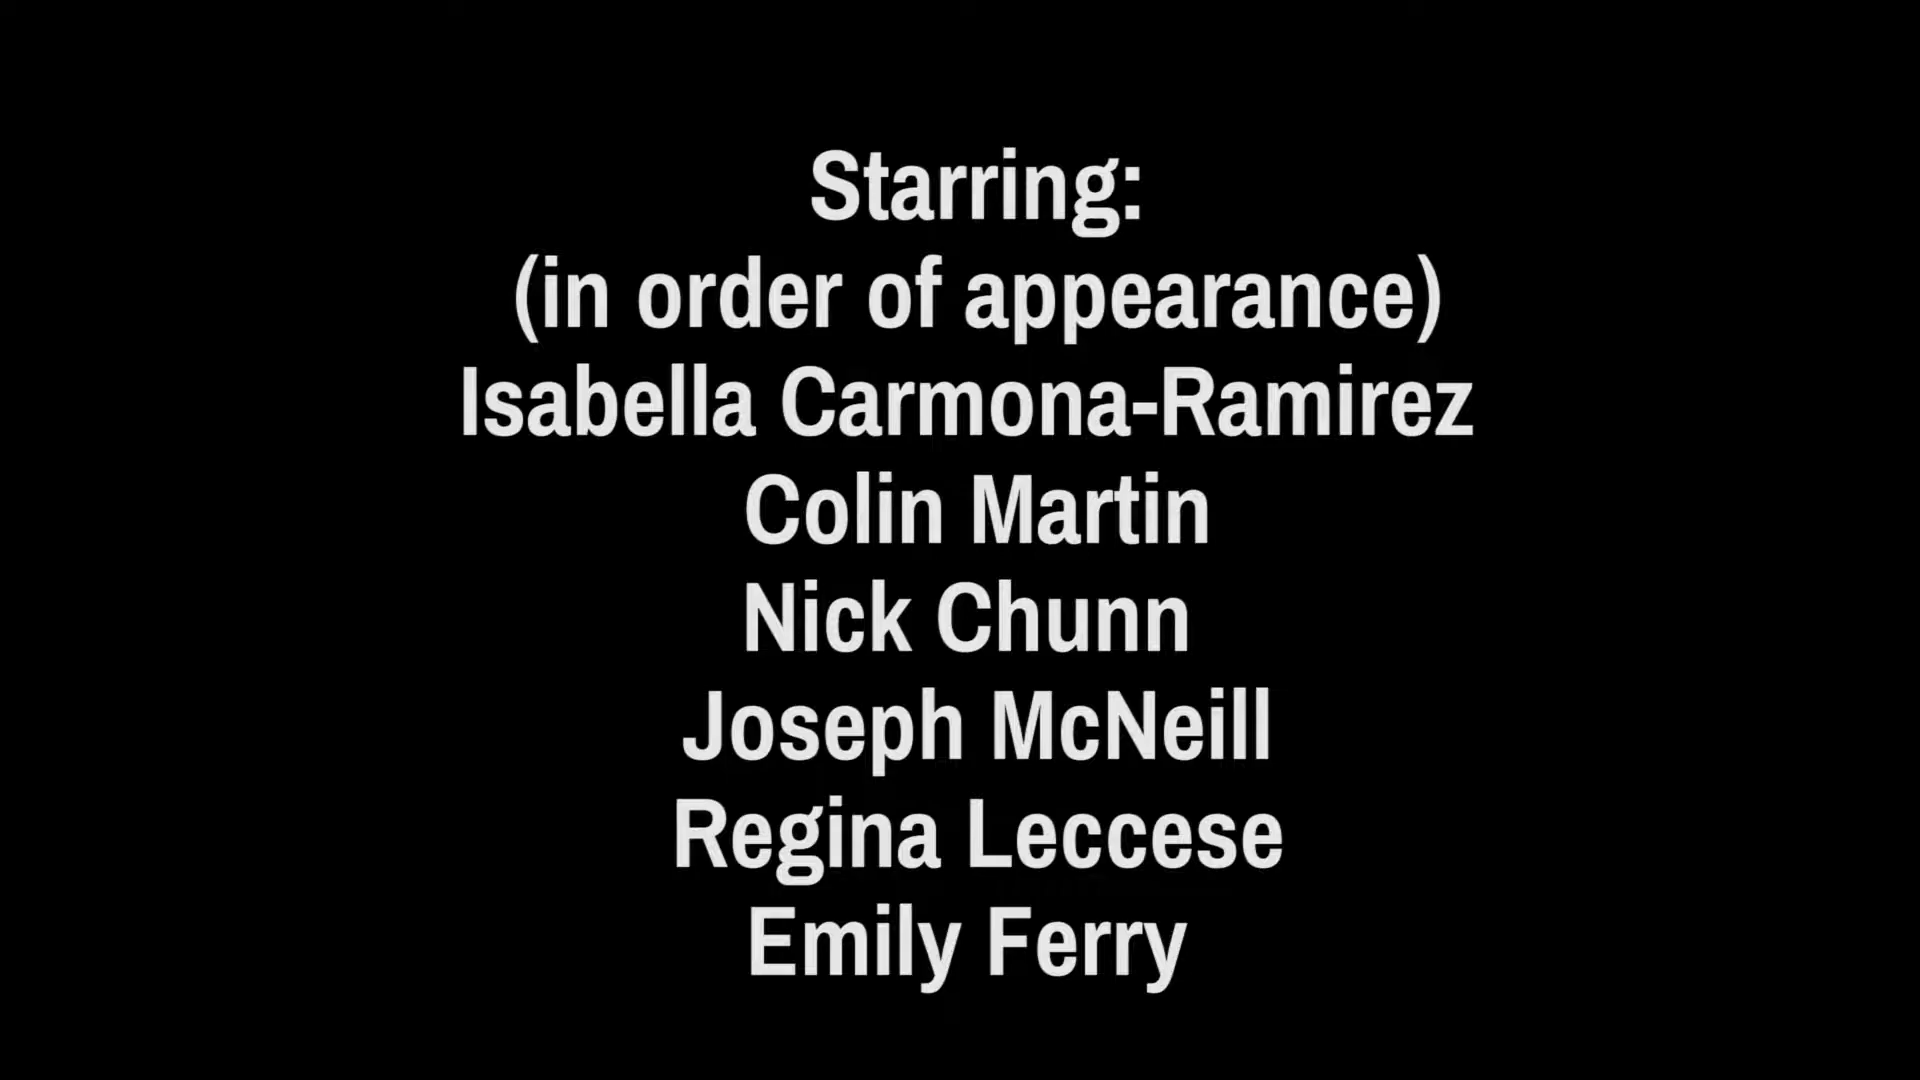 Starring:
(in order of appearance)
Isabella Carmona-Ramirez
Colin Martin
Nick Chunn
Joseph McNeill
Regina Leccese
Emily Ferry